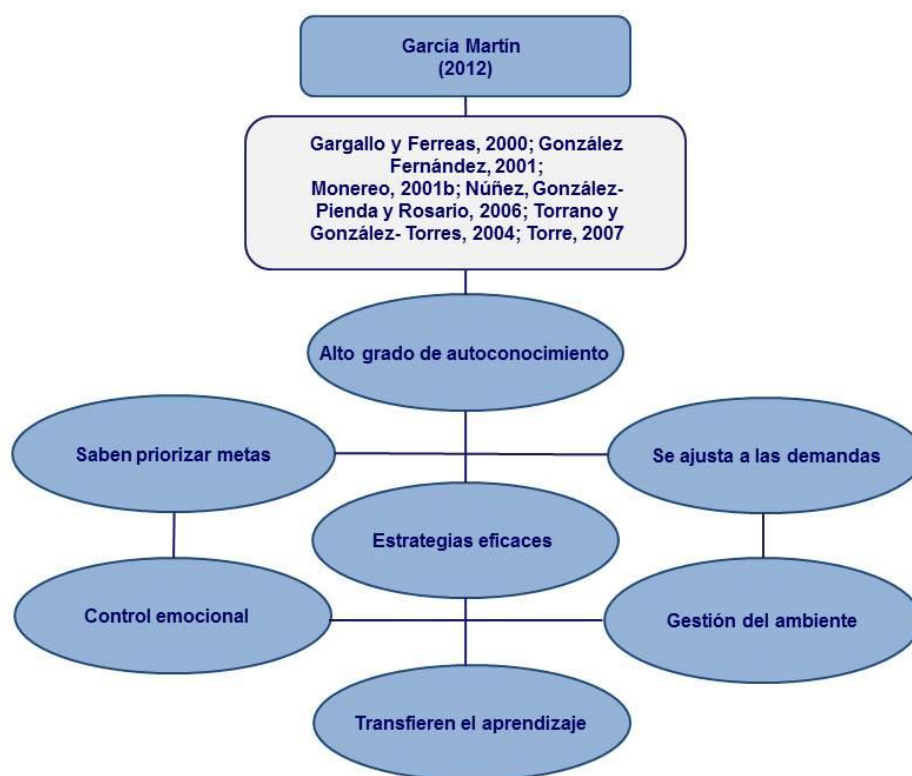 García Martín
(2012)
Gargallo y Ferreas, 2000; González
Fernández, 2001;
Monereo, 2001b; Núñez, González-
Pienda y Rosario, 2006; Torrano y
González- Torres, 2004; Torre, 2007
Alto grado de autoconocimiento
Saben priorizar metas
Se ajusta a las demandas
Estrategias eficaces
Control emocional
Gestión del ambiente
Transfieren el aprendizaje